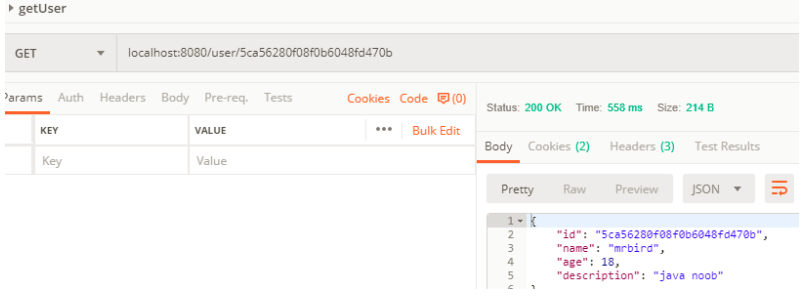 getUser
GET localhost:8080/user/5ca56280f08f0b6048fd470b
Params Auth Headers Body Pre-req. Tests Cookies Code (0)
KEY VALUE ••• Bulk Edit
Key Value
Status: 200 OK Time: 558 ms Size: 214 B
Body Cookies (2) Headers (3) Test Results
Pretty Raw Preview JSON
1 {
2 "id": "5ca56280f08f0b6048fd470b",
3 "name": "mrbird",
4 "age": 18,
5 "description": "java noob"
6 }